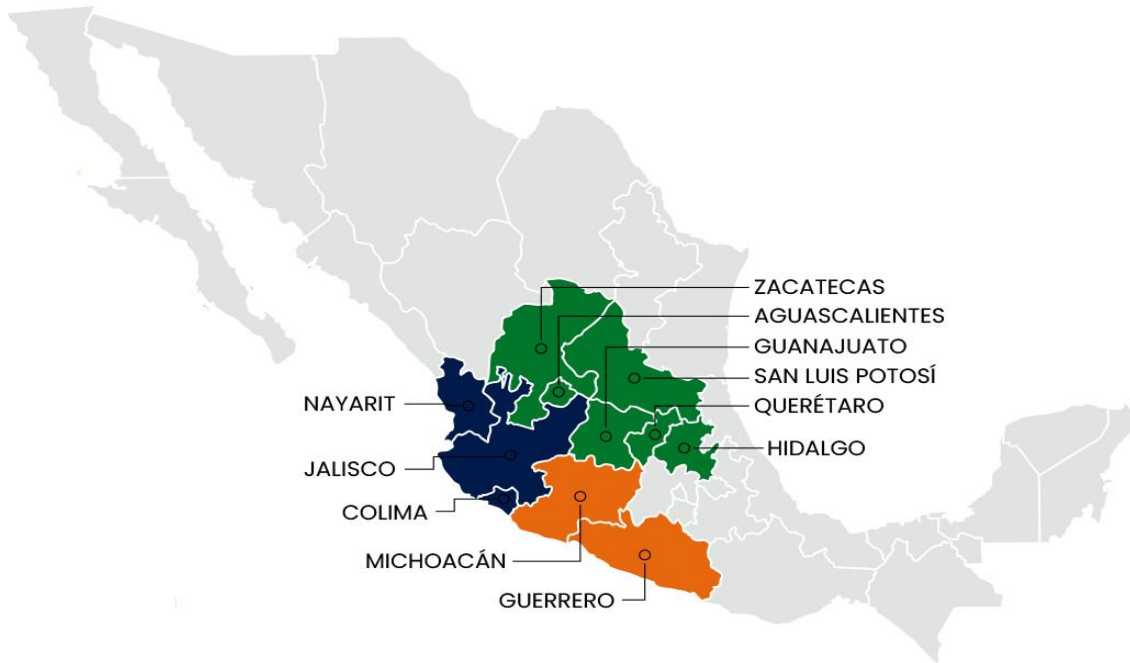 ZACATECAS
AGUASCALIENTES
GUANAJUATO
SAN LUIS POTOSÍ
QUERÉTARO
HIDALGO
NAYARIT
JALISCO
COLIMA
MICHOACÁN
GUERRERO